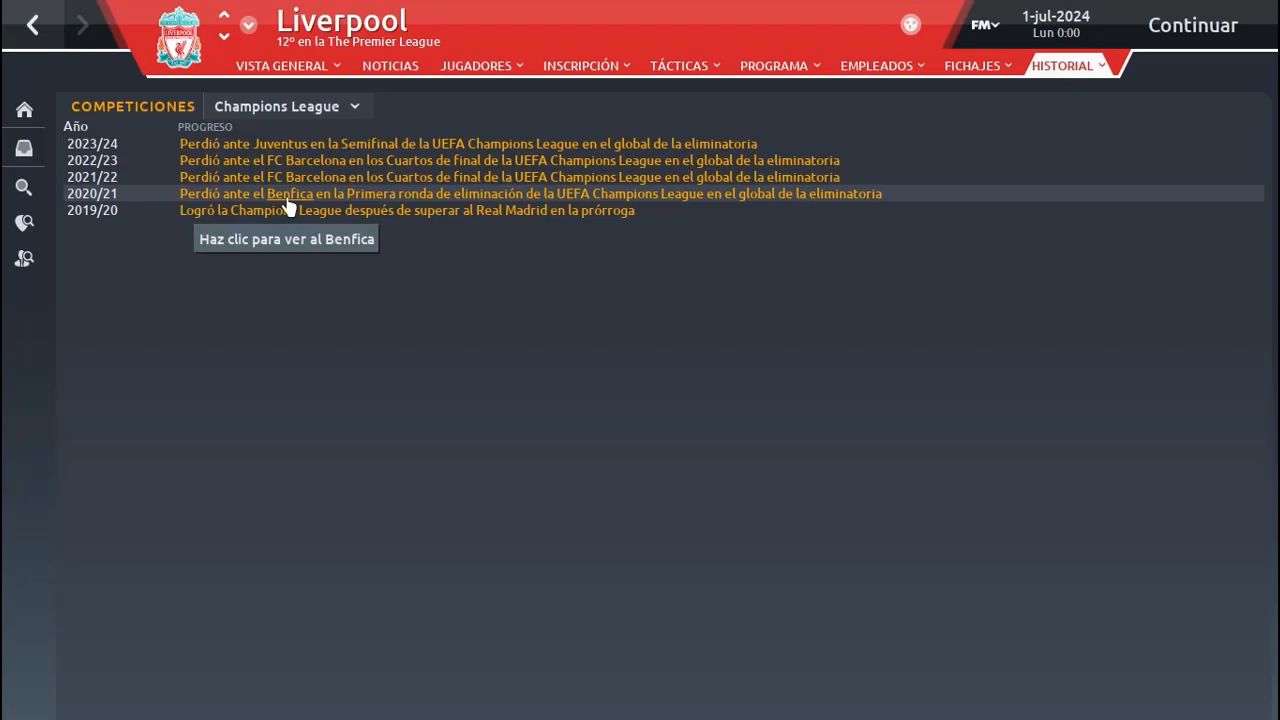 Liverpool
12º en la The Premier League
FM
1-jul-2024
Lun 0:00
Continuar
LIVERPOOL
VISTA GENERAL NOTICIAS JUGADORES INSCRIPCIÓN TÁCTICAS PROGRAMA EMPLEADOS FICHAJES HISTORIAL
COMPETICIONES Champions League
Año PROGRESO
2023/24 Perdió ante Juventus en la Semifinal de la UEFA Champions League en el global de la eliminatoria
2022/23 Perdió ante el FC Barcelona en los Cuartos de final de la UEFA Champions League en el global de la eliminatoria
2021/22 Perdió ante el FC Barcelona en los Cuartos de final de la UEFA Champions League en el global de la eliminatoria
2020/21 Perdió ante el Benfica en la Primera ronda de eliminación de la UEFA Champions League en el global de la eliminatoria
2019/20 Logró la Champions League después de superar al Real Madrid en la prórroga
Haz clic para ver al Benfica